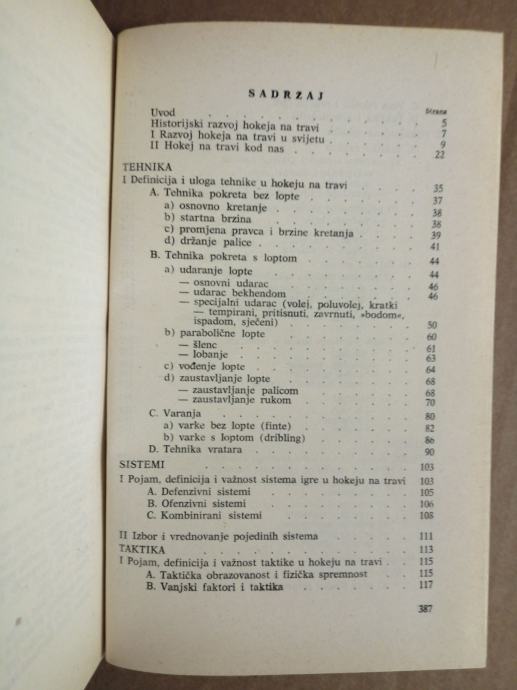 SADRŽAJ
Strana
Uvod . . . . . . . . 5
Historijski razvoj hokeja na travi . . . . . 7
I Razvoj hokeja na travi u svijetu . . . . . 9
II Hokej na travi kod nas . . . . . . 22
TEHNIKA
I Definicija i uloga tehnike u hokeju na travi . . . . 35
A. Tehnika pokreta bez lopte . . . . . . 37
a) osnovno kretanje . . . . . . 38
b) startna brzina . . . . . . 38
c) promjena pravca i brzine kretanja . . . . 39
d) držanje palice . . . . . . . 41
B. Tehnika pokreta s loptom . . . . . . 44
a) udaranje lopte . . . . . . . 44
— osnovni udarac . . . . . . 46
— udarac bekhendom . . . . . . 46
— specijalni udarac (volej, poluvolej, kratki
— tempirani, pritisnuti, zavrnuti, »bodom«,
ispadom, sječeni) . . . . . . 50
b) parabolične lopte . . . . . . 60
— šlenc . . . . . . . . 61
— lobanje . . . . . . . . 63
c) vođenje lopte . . . . . . . 64
d) zaustavljanje lopte . . . . . . 68
— zaustavljanje palicom . . . . . 68
— zaustavljanje rukom . . . . . . 70
C. Varanja . . . . . . . . 80
a) varke bez lopte (finte) . . . . . 82
b) varke s loptom (dribling) . . . . . 86
D. Tehnika vratara . . . . . . . 90
SISTEMI . . . . . . . . 103
I Pojam, definicija i važnost sistema igre u hokeju na travi 103
A. Defenzivni sistemi . . . . . . 105
B. Ofenzivni sistemi . . . . . . 106
C. Kombinirani sistemi . . . . . . 108
II Izbor i vrednovanje pojedinih sistema . . . . 111
TAKTIKA . . . . . . . . 113
I Pojam, definicija i važnost taktike u hokeju na travi . . 115
A. Taktička obrazovanost i fizička spremnost . . . 115
B. Vanjski faktori i taktika . . . . . 117
387